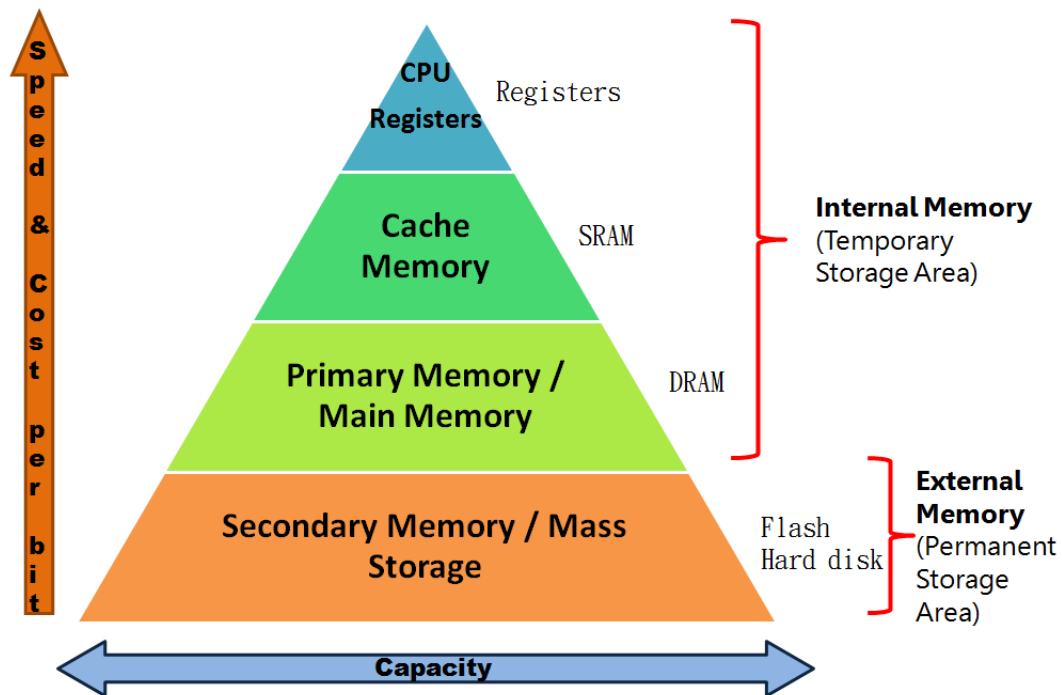 Speed & Cost per bit
CPU
Registers
Registers
Cache
Memory
SRAM
Primary Memory /
Main Memory
DRAM
Secondary Memory / Mass
Storage
Flash
Hard disk
Internal Memory
(Temporary
Storage Area)
External
Memory
(Permanent
Storage
Area)
Capacity